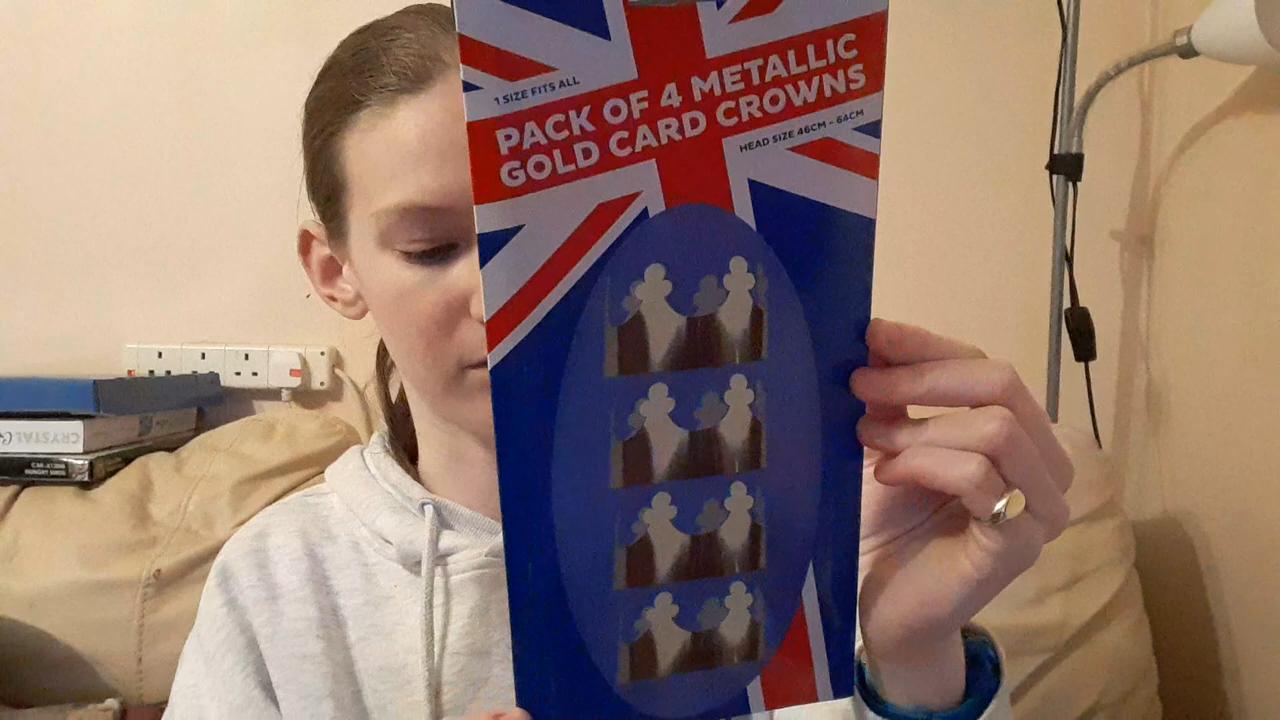 1 SIZE FITS ALL
PACK OF 4 METALLIC
GOLD CARD CROWNS
HEAD SIZE 46CM - 64CM
CRYSTAL